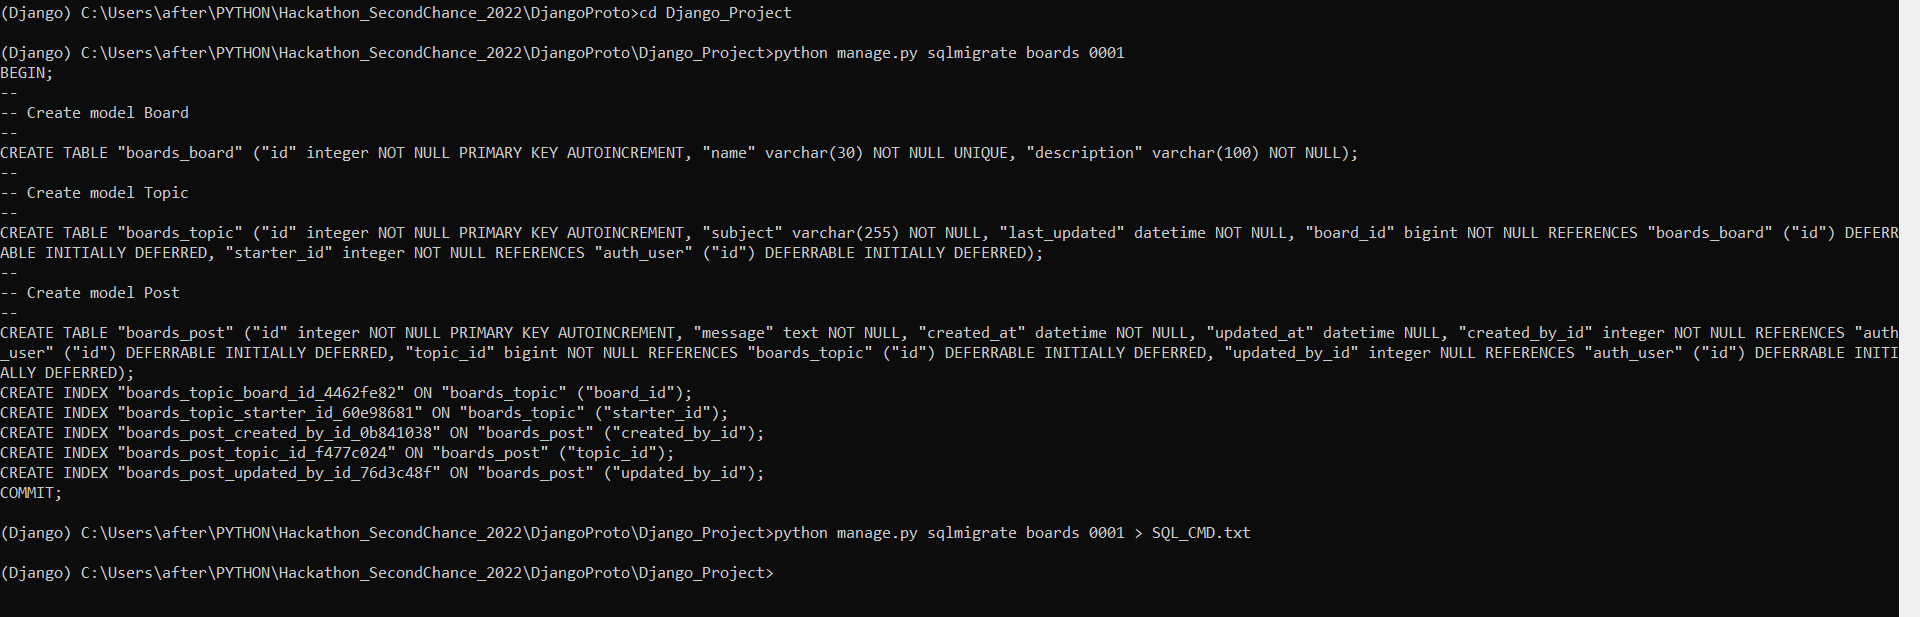 (Django) C:\Users\after\PYTHON\Hackathon_SecondChance_2022\DjangoProto>cd Django_Project
(Django) C:\Users\after\PYTHON\Hackathon_SecondChance_2022\DjangoProto\Django_Project>python manage.py sqlmigrate boards 0001
BEGIN;
--
-- Create model Board
--
CREATE TABLE "boards_board" ("id" integer NOT NULL PRIMARY KEY AUTOINCREMENT, "name" varchar(30) NOT NULL UNIQUE, "description" varchar(100) NOT NULL);
--
-- Create model Topic
--
CREATE TABLE "boards_topic" ("id" integer NOT NULL PRIMARY KEY AUTOINCREMENT, "subject" varchar(255) NOT NULL, "last_updated" datetime NOT NULL, "board_id" bigint NOT NULL REFERENCES "boards_board" ("id") DEFERR
ABLE INITIALLY DEFERRED, "starter_id" integer NOT NULL REFERENCES "auth_user" ("id") DEFERRABLE INITIALLY DEFERRED);
--
-- Create model Post
--
CREATE TABLE "boards_post" ("id" integer NOT NULL PRIMARY KEY AUTOINCREMENT, "message" text NOT NULL, "created_at" datetime NOT NULL, "updated_at" datetime NULL, "created_by_id" integer NOT NULL REFERENCES "auth
_user" ("id") DEFERRABLE INITIALLY DEFERRED, "topic_id" bigint NOT NULL REFERENCES "boards_topic" ("id") DEFERRABLE INITIALLY DEFERRED, "updated_by_id" integer NULL REFERENCES "auth_user" ("id") DEFERRABLE INITI
ALLY DEFERRED);
CREATE INDEX "boards_topic_board_id_4462fe82" ON "boards_topic" ("board_id");
CREATE INDEX "boards_topic_starter_id_60e98681" ON "boards_topic" ("starter_id");
CREATE INDEX "boards_post_created_by_id_0b841038" ON "boards_post" ("created_by_id");
CREATE INDEX "boards_post_topic_id_f477c024" ON "boards_post" ("topic_id");
CREATE INDEX "boards_post_updated_by_id_76d3c48f" ON "boards_post" ("updated_by_id");
COMMIT;
(Django) C:\Users\after\PYTHON\Hackathon_SecondChance_2022\DjangoProto\Django_Project>python manage.py sqlmigrate boards 0001 > SQL_CMD.txt
(Django) C:\Users\after\PYTHON\Hackathon_SecondChance_2022\DjangoProto\Django_Project>